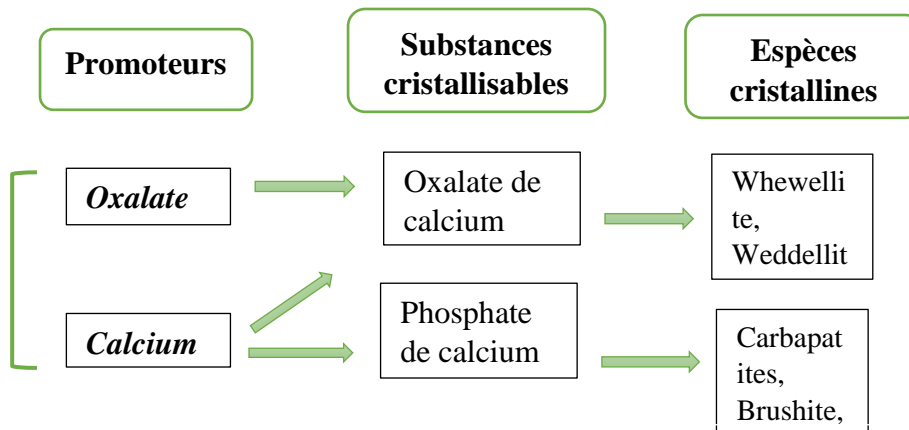 Promoteurs
Substances
cristallisables
Espèces
cristallines
Oxalate
Oxalate de
calcium
Whewelli
te,
Weddellit
Calcium
Phosphate
de calcium
Carbapat
ites,
Brushite,